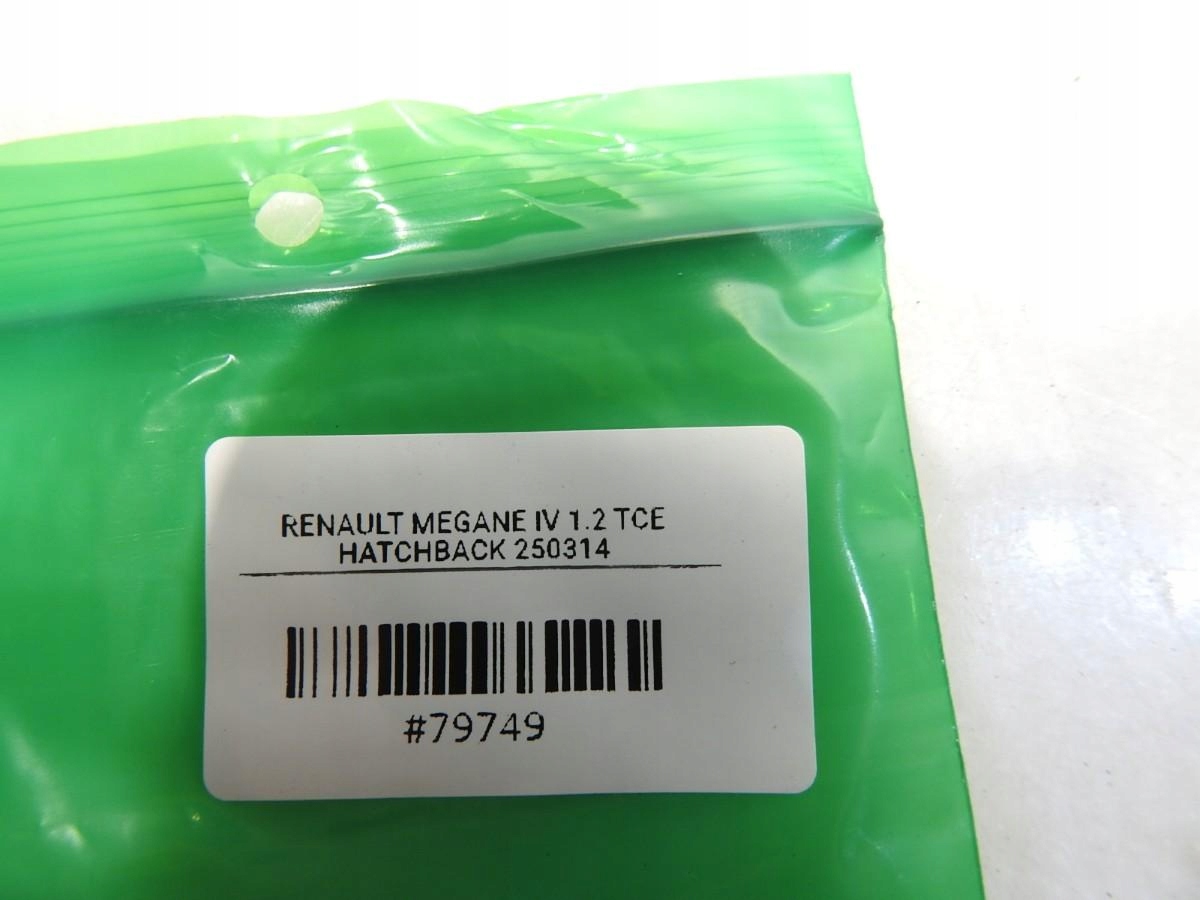 RENAULT MEGANE IV 1.2 TCE
HATCHBACK 250314
#79749